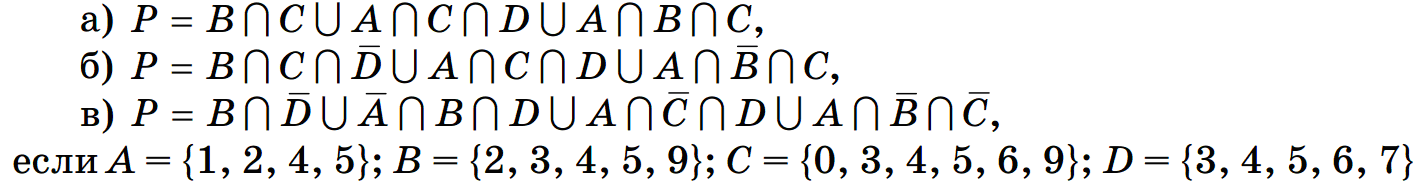 а) P = B ⋂ C ⋃ A ⋂ C ⋂ D ⋃ A ⋂ B ⋂ C,
б) P = B ⋂ C ⋂ D̅ ⋃ A ⋂ C ⋂ D ⋃ A ⋂ B̅ ⋂ C,
в) P = B ⋂ D̅ ⋃ A̅ ⋂ B ⋂ D ⋃ A ⋂ C̅ ⋂ D ⋃ A ⋂ B̅ ⋂ C̅,
если A = {1, 2, 4, 5}; B = {2, 3, 4, 5, 9}; C = {0, 3, 4, 5, 6, 9}; D = {3, 4, 5, 6, 7}